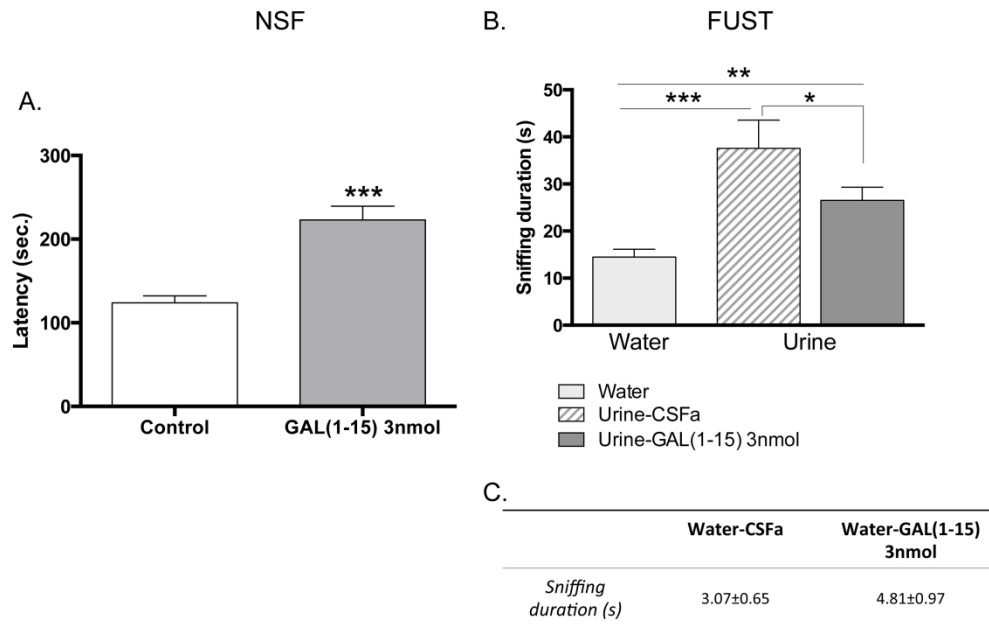 NSF
B.
FUST
A.
300
200
100
0
Latency (sec.)
***
Control
GAL(1-15) 3nmol
50
40
30
20
10
0
Sniffing duration (s)
**
***
*
Water
Urine
Water
Urine-CSFa
Urine-GAL(1-15) 3nmol
C.
Water-CSFa
Water-GAL(1-15)
3nmol
Sniffing
duration (s)
3.07±0.65
4.81±0.97